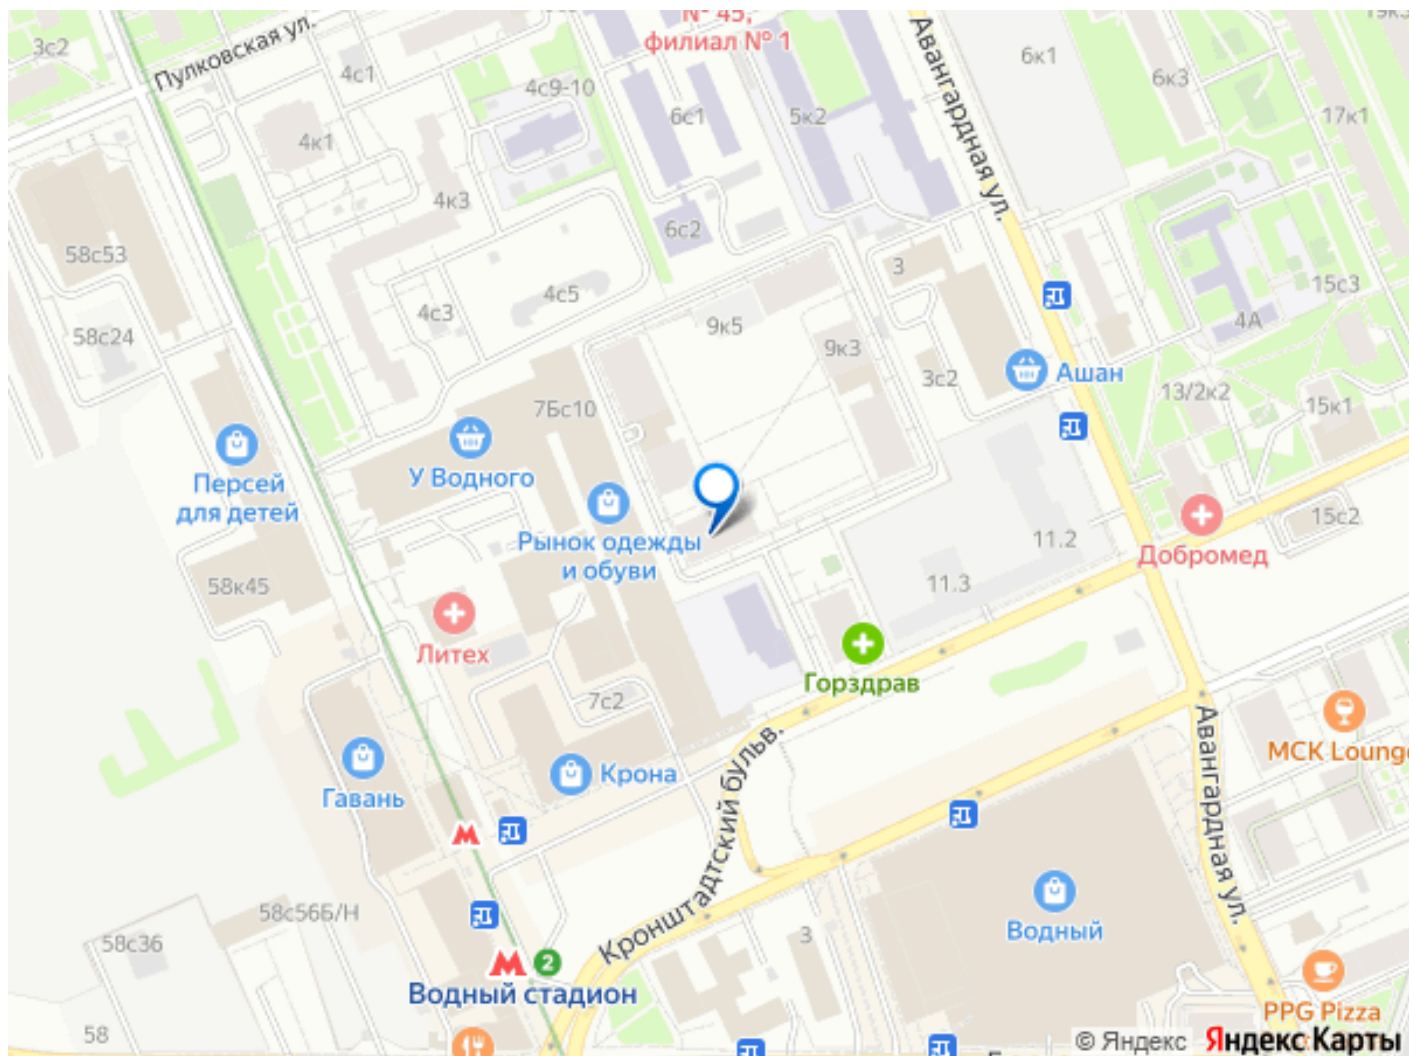 № 45,
филиал № 1
3с2
Пулковская ул.
4с1
4с9-10
6с1
5к2
Авангардная ул.
6к1
6к3
17к1
4к1
4к3
6с2
58с53
3
15с3
4с5
4с3
9к5
4А
58с24
9к3
3с2
Ашан
13/2к2
15к1
7Бс10
У Водного
Персей
для детей
Рынок одежды
и обуви
11.2
15с2
Добромед
58к45
11.3
Литех
Горздрав
7с2
Кронштадтский бульв.
Авангардная ул.
МСК Lounge
Крона
Гавань
58с56Б/Н
58с36
3
Водный
2
Водный стадион
PPG Pizza
58
© Яндекс
Яндекс Карты